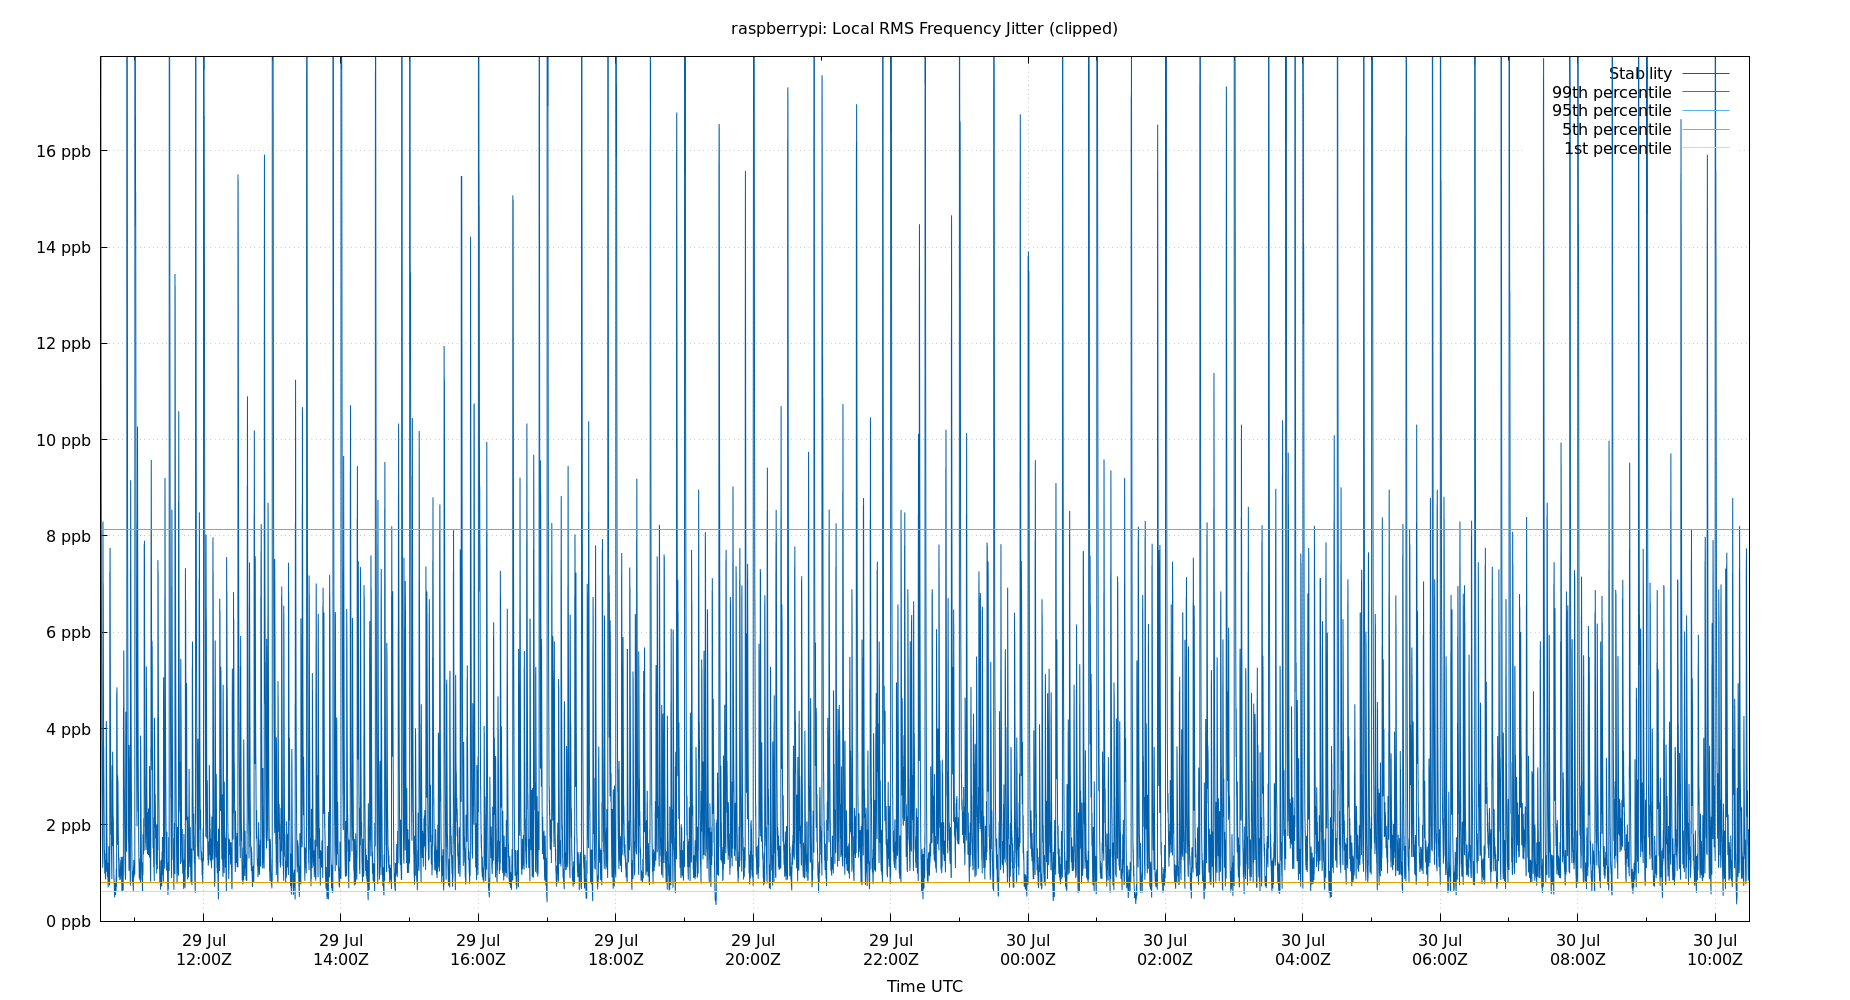 raspberrypi: Local RMS Frequency Jitter (clipped)
Stability
99th percentile
95th percentile
5th percentile
1st percentile
16 ppb
14 ppb
12 ppb
10 ppb
8 ppb
6 ppb
4 ppb
2 ppb
0 ppb
29 Jul 29 Jul 29 Jul 29 Jul 29 Jul 29 Jul 30 Jul 30 Jul 30 Jul 30 Jul 30 Jul 30 Jul
12:00Z 14:00Z 16:00Z 18:00Z 20:00Z 22:00Z 00:00Z 02:00Z 04:00Z 06:00Z 08:00Z 10:00Z
Time UTC